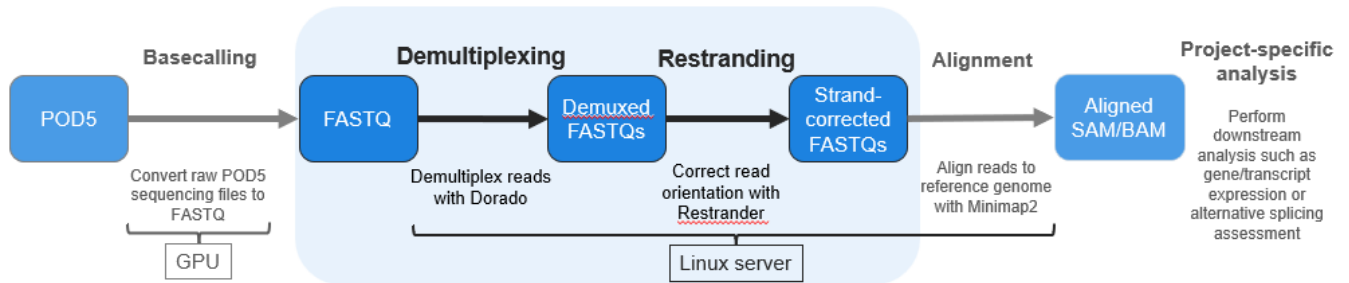 Basecalling
Demultiplexing
Restranding
Alignment
Project-specific
analysis
POD5
FASTQ
Demuxed
FASTQs
Strand-
corrected
FASTQs
Aligned
SAM/BAM
Convert raw POD5
sequencing files to
FASTQ
Demultiplex reads
with Dorado
Correct read
orientation with
Restrander
Align reads to
reference genome
with Minimap2
Perform
downstream
analysis such as
gene/transcript
expression or
alternative splicing
assessment
GPU
Linux server